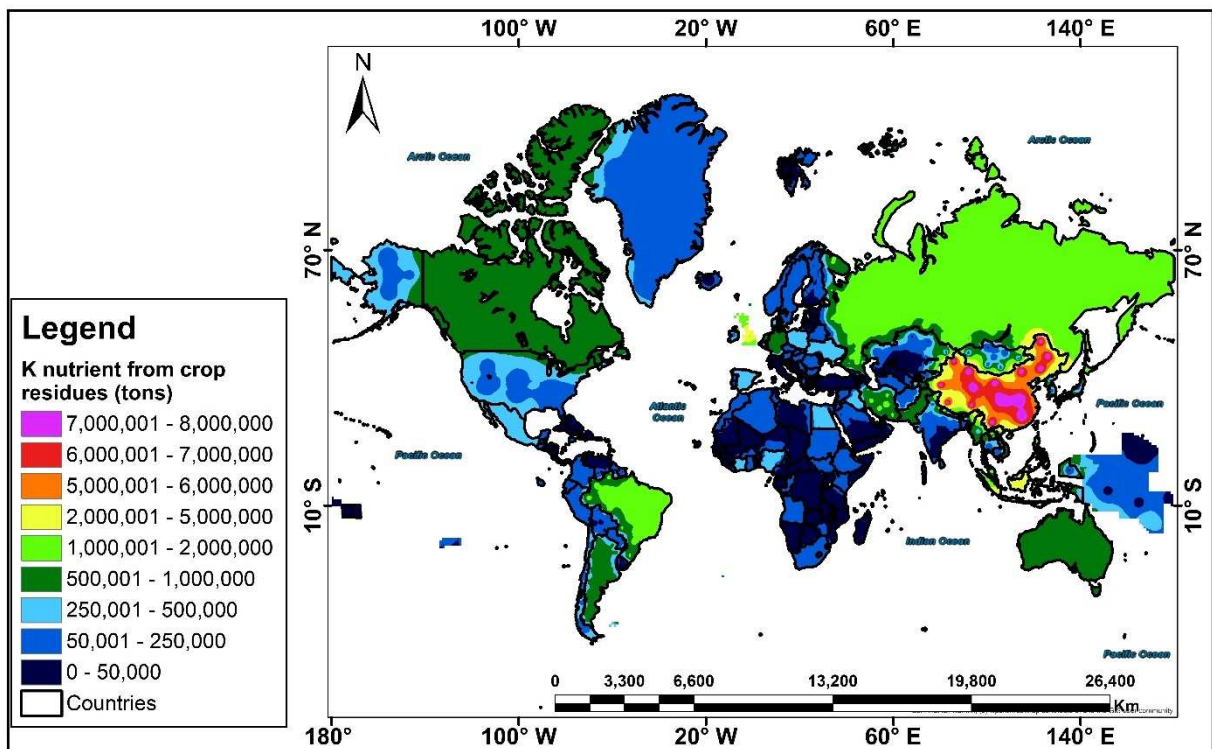 100° W 20° W 60° E 140° E
N
Arctic Ocean Arctic Ocean
70° N 70° N
Legend
K nutrient from crop
residues (tons)
7,000,001 - 8,000,000
6,000,001 - 7,000,000
5,000,001 - 6,000,000
2,000,001 - 5,000,000
1,000,001 - 2,000,000
500,001 - 1,000,000
250,001 - 500,000
50,001 - 250,000
0 - 50,000
Countries
Atlantic
Ocean
Pacific
Ocean
Pacific Ocean
10° S 10° S
Indian Ocean
Pacific
Ocean
0 3,300 6,600 13,200 19,800 26,400
Km
community
180° 100° W 20° W 60° E 140° E